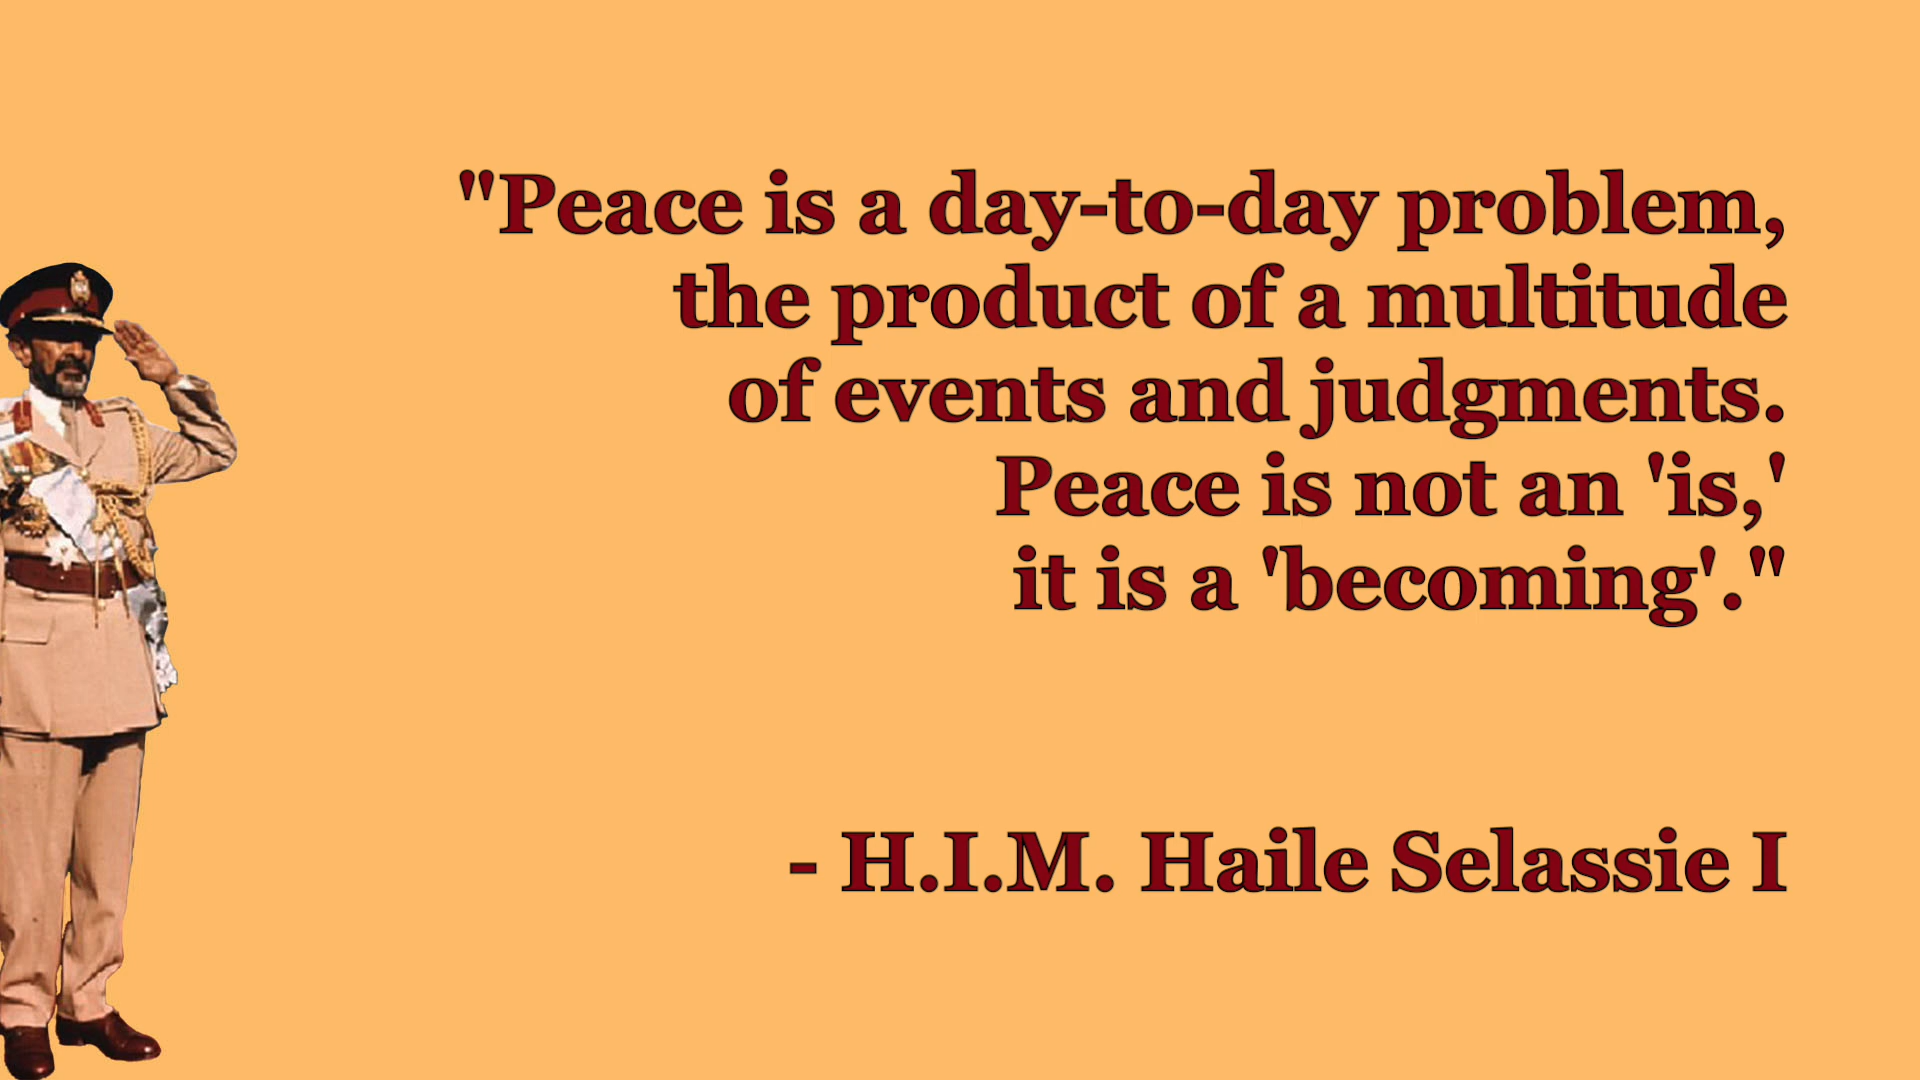 "Peace is a day-to-day problem,
the product of a multitude
of events and judgments.
Peace is not an 'is,'
it is a 'becoming'."
- H.I.M. Haile Selassie I